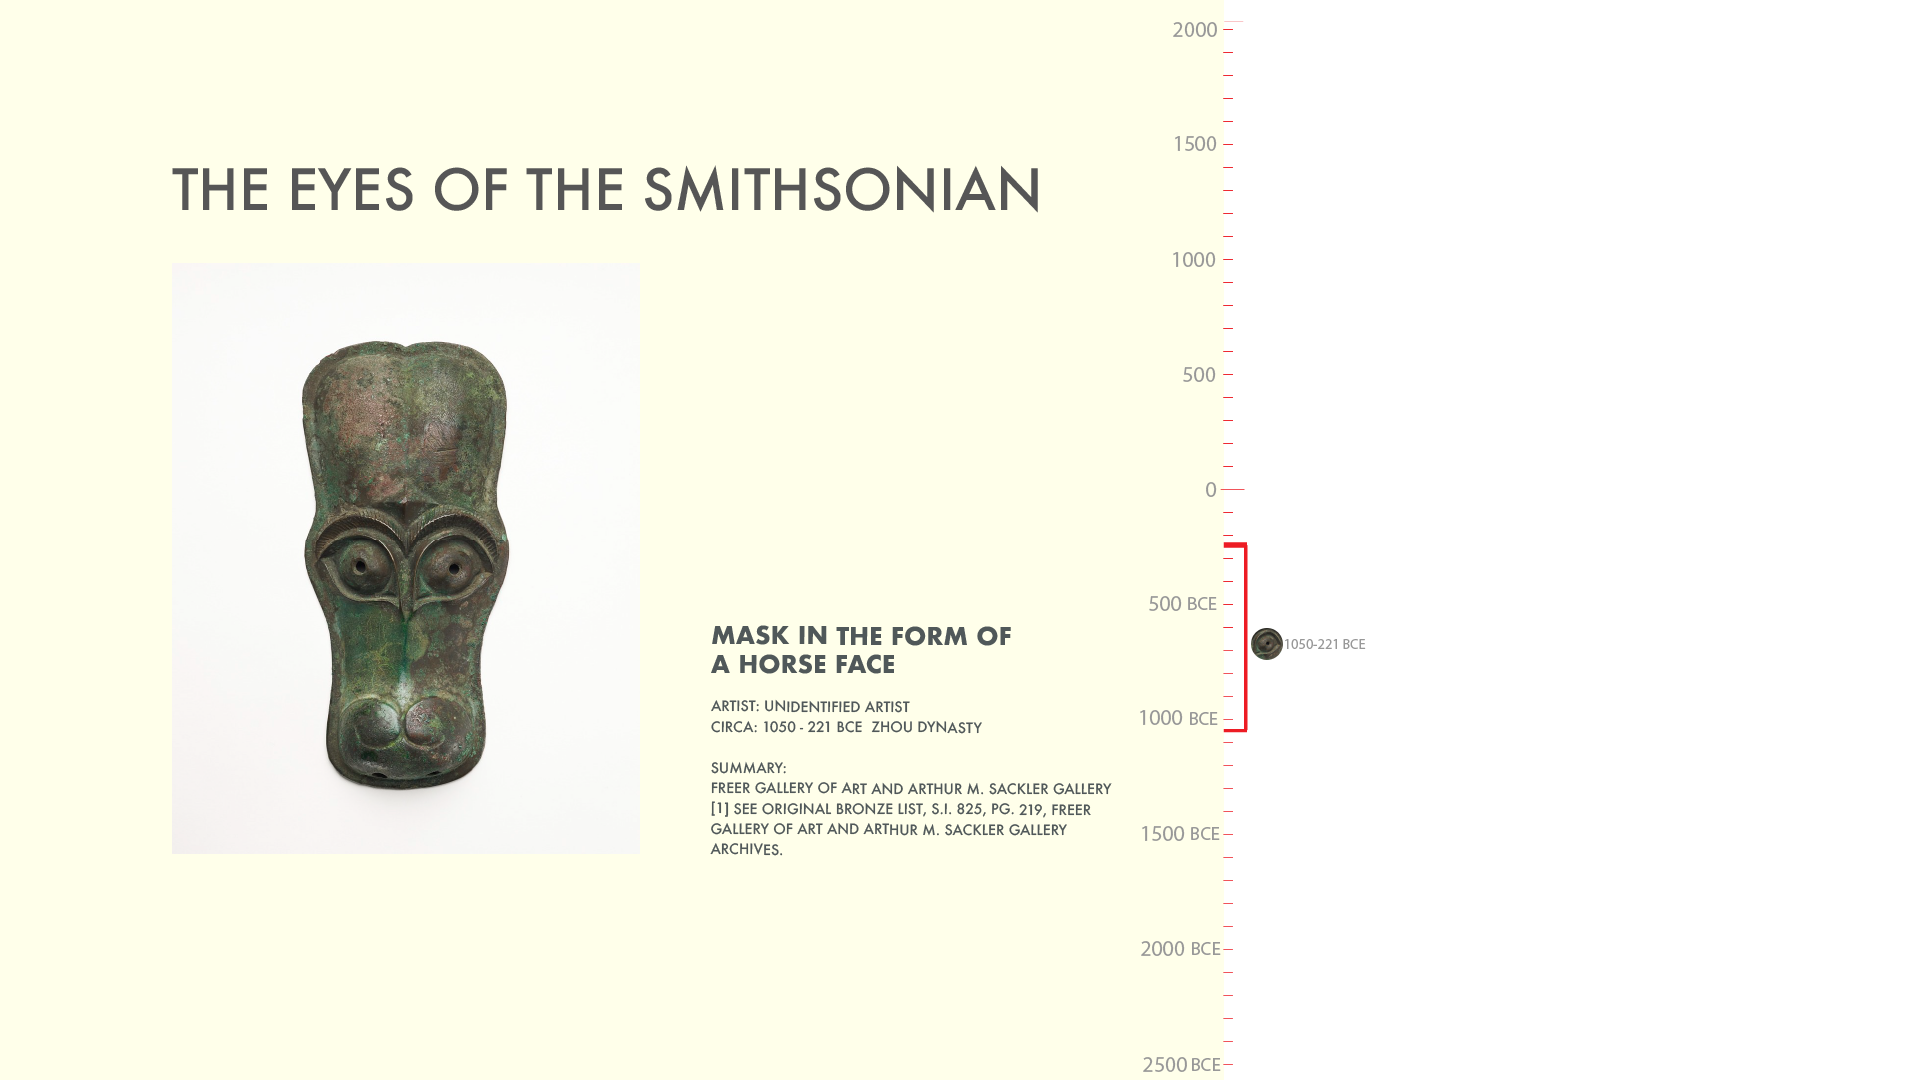 THE EYES OF THE SMITHSONIAN
MASK IN THE FORM OF
A HORSE FACE
ARTIST: UNIDENTIFIED ARTIST
CIRCA: 1050 - 221 BCE  ZHOU DYNASTY
SUMMARY:
FREER GALLERY OF ART AND ARTHUR M. SACKLER GALLERY
[1] SEE ORIGINAL BRONZE LIST, S.I. 825, PG. 219, FREER
GALLERY OF ART AND ARTHUR M. SACKLER GALLERY
ARCHIVES.
2000
1500
1000
500
0
500 BCE
1000 BCE
1500 BCE
2000 BCE
2500 BCE
1050-221 BCE